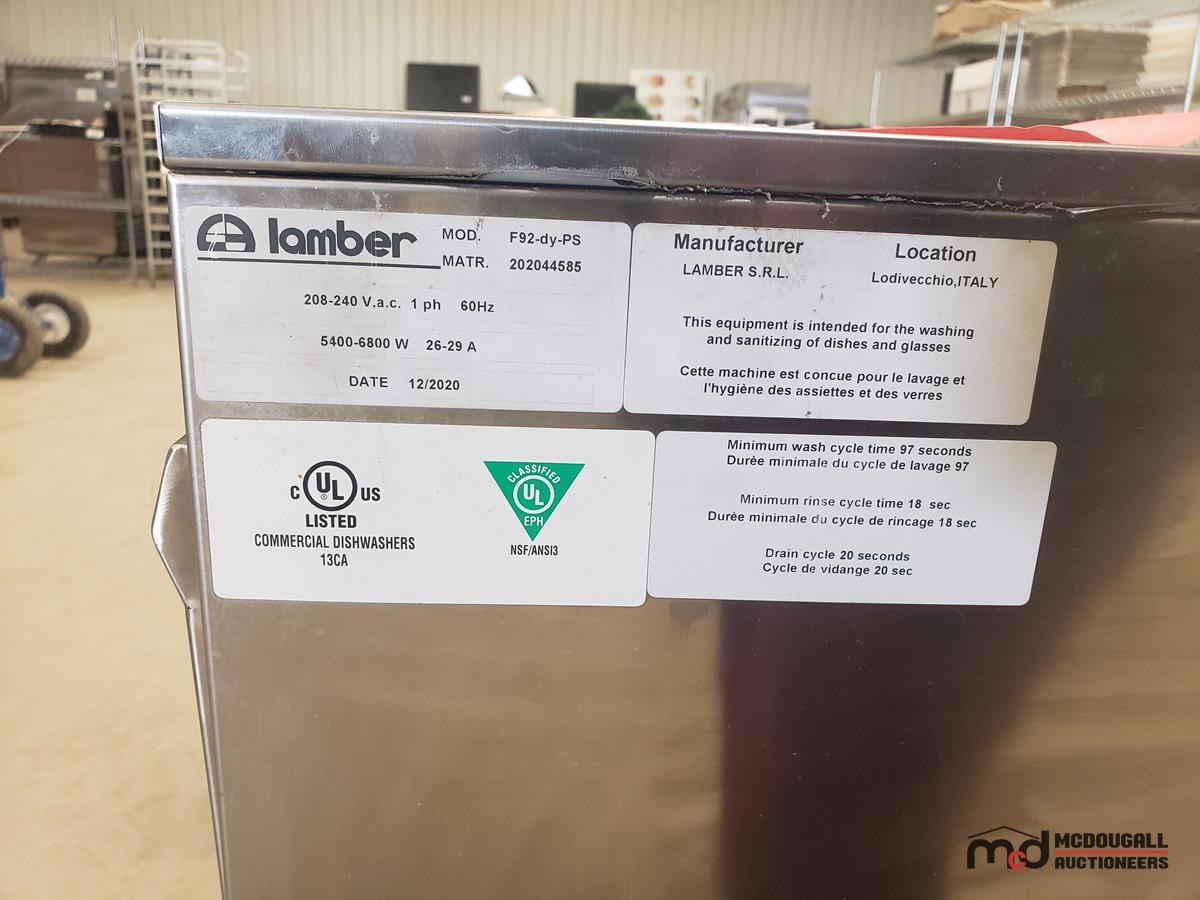 lamber
MOD. F92-dy-PS
MATR. 202044585
208-240 V.a.c. 1 ph 60Hz
5400-6800 W 26-29 A
DATE 12/2020
Manufacturer Location
LAMBER S.R.L. Lodivecchio,ITALY
This equipment is intended for the washing
and sanitizing of dishes and glasses
Cette machine est concue pour le lavage et
l'hygiène des assiettes et des verres
C UL ® US
LISTED
COMMERCIAL DISHWASHERS
13CA
CLASSIFIED
UL
EPH
NSF/ANSI3
Minimum wash cycle time 97 seconds
Durée minimale du cycle de lavage 97
Minimum rinse cycle time 18 sec
Durèe minimale du cycle de rincage 18 sec
Drain cycle 20 seconds
Cycle de vidange 20 sec
mcd MCDOUGALL
AUCTIONEERS